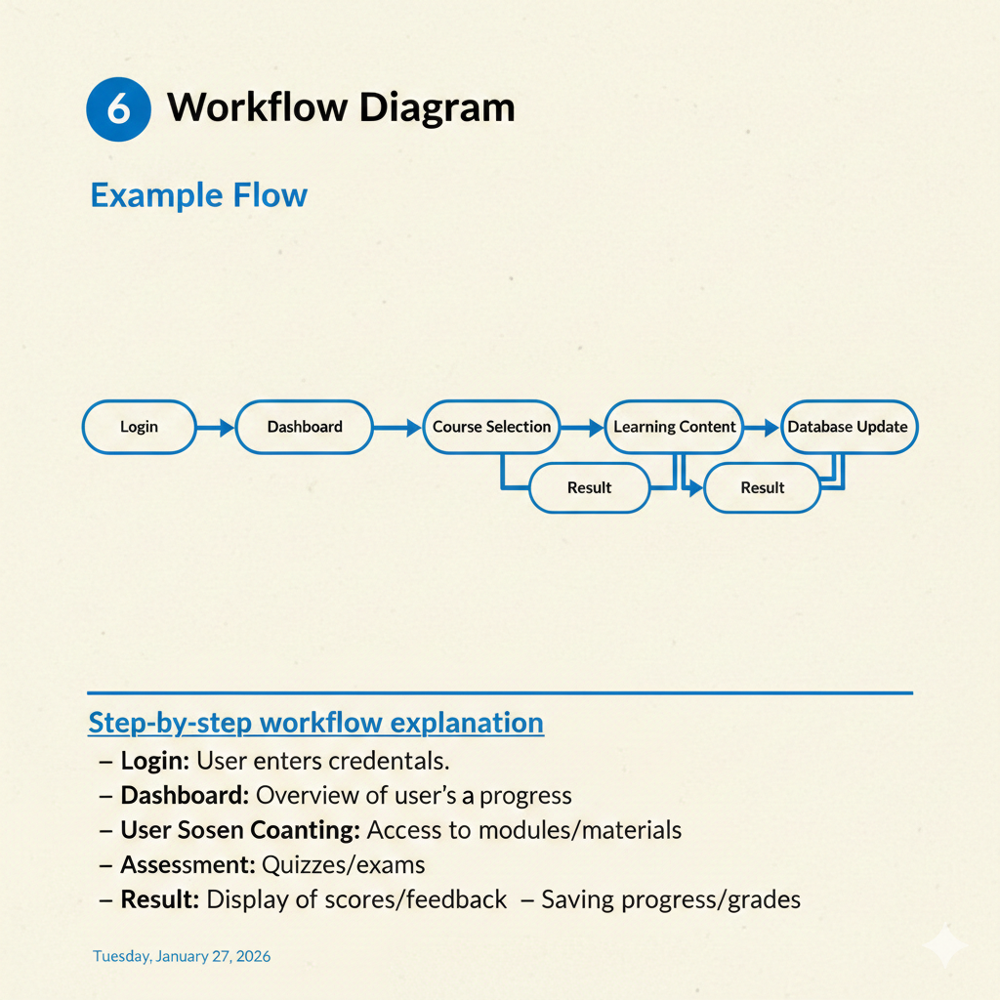 6 Workflow Diagram
Example Flow
Login
Dashboard
Course Selection
Learning Content
Database Update
Result
Result
Step-by-step workflow explanation
– Login: User enters credentals.
– Dashboard: Overview of user's a progress
– User Sosen Coanting: Access to modules/materials
– Assessment: Quizzes/exams
– Result: Display of scores/feedback – Saving progress/grades
Tuesday, January 27, 2026